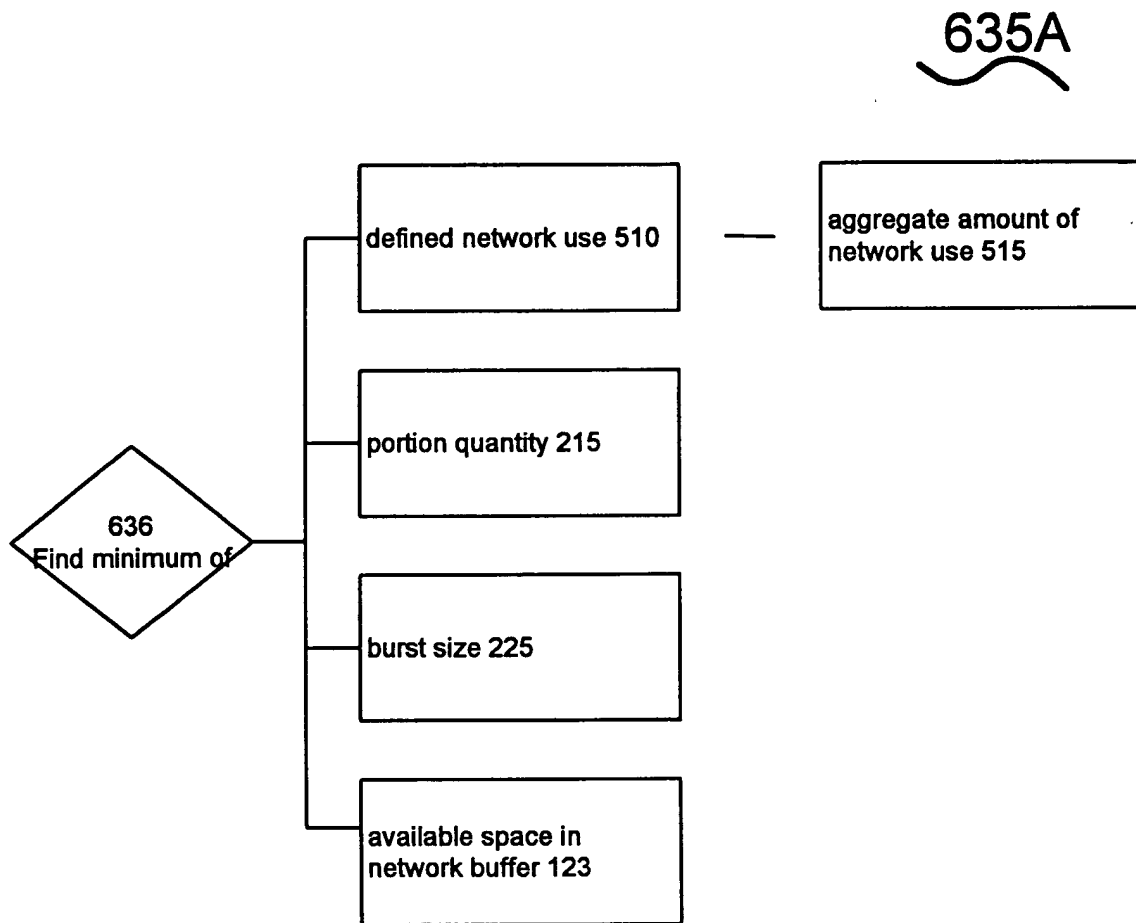 635A
defined network use 510
—
aggregate amount of
network use 515
portion quantity 215
636
Find minimum of
burst size 225
available space in
network buffer 123